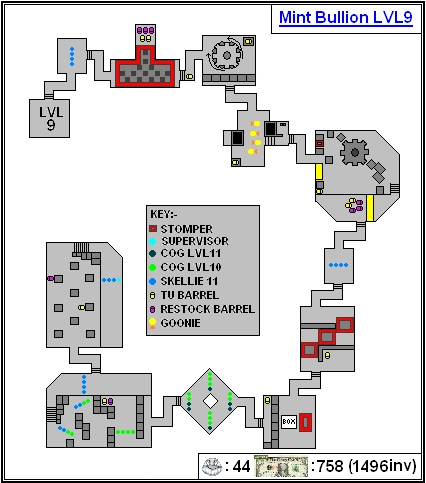 Mint Bullion LVL9
LVL
9
KEY:-
STOMPER
SUPERVISOR
COG LVL11
COG LVL10
SKELLIE 11
TU BARREL
RESTOCK BARREL
GOONIE
BOX
: 44
:758 (1496inv)